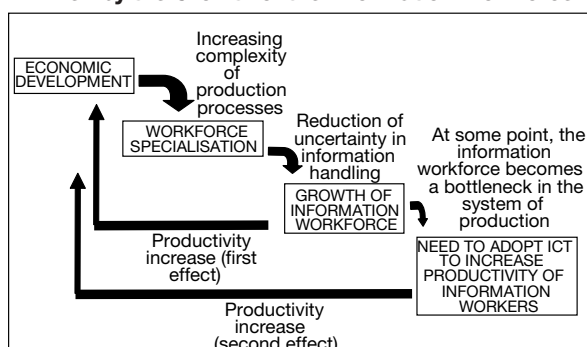 Increasing
complexity
of
production
processes
ECONOMIC
DEVELOPMENT
WORKFORCE
SPECIALISATION
Reduction of
uncertainty in
information
handling
At some point, the
information
workforce becomes
a bottleneck in the
system of
production
GROWTH OF
INFORMATION
WORKFORCE
NEED TO ADOPT ICT
TO INCREASE
PRODUCTIVITY OF
INFORMATION
WORKERS
Productivity
increase (first
effect)
Productivity
increase
(second effect)